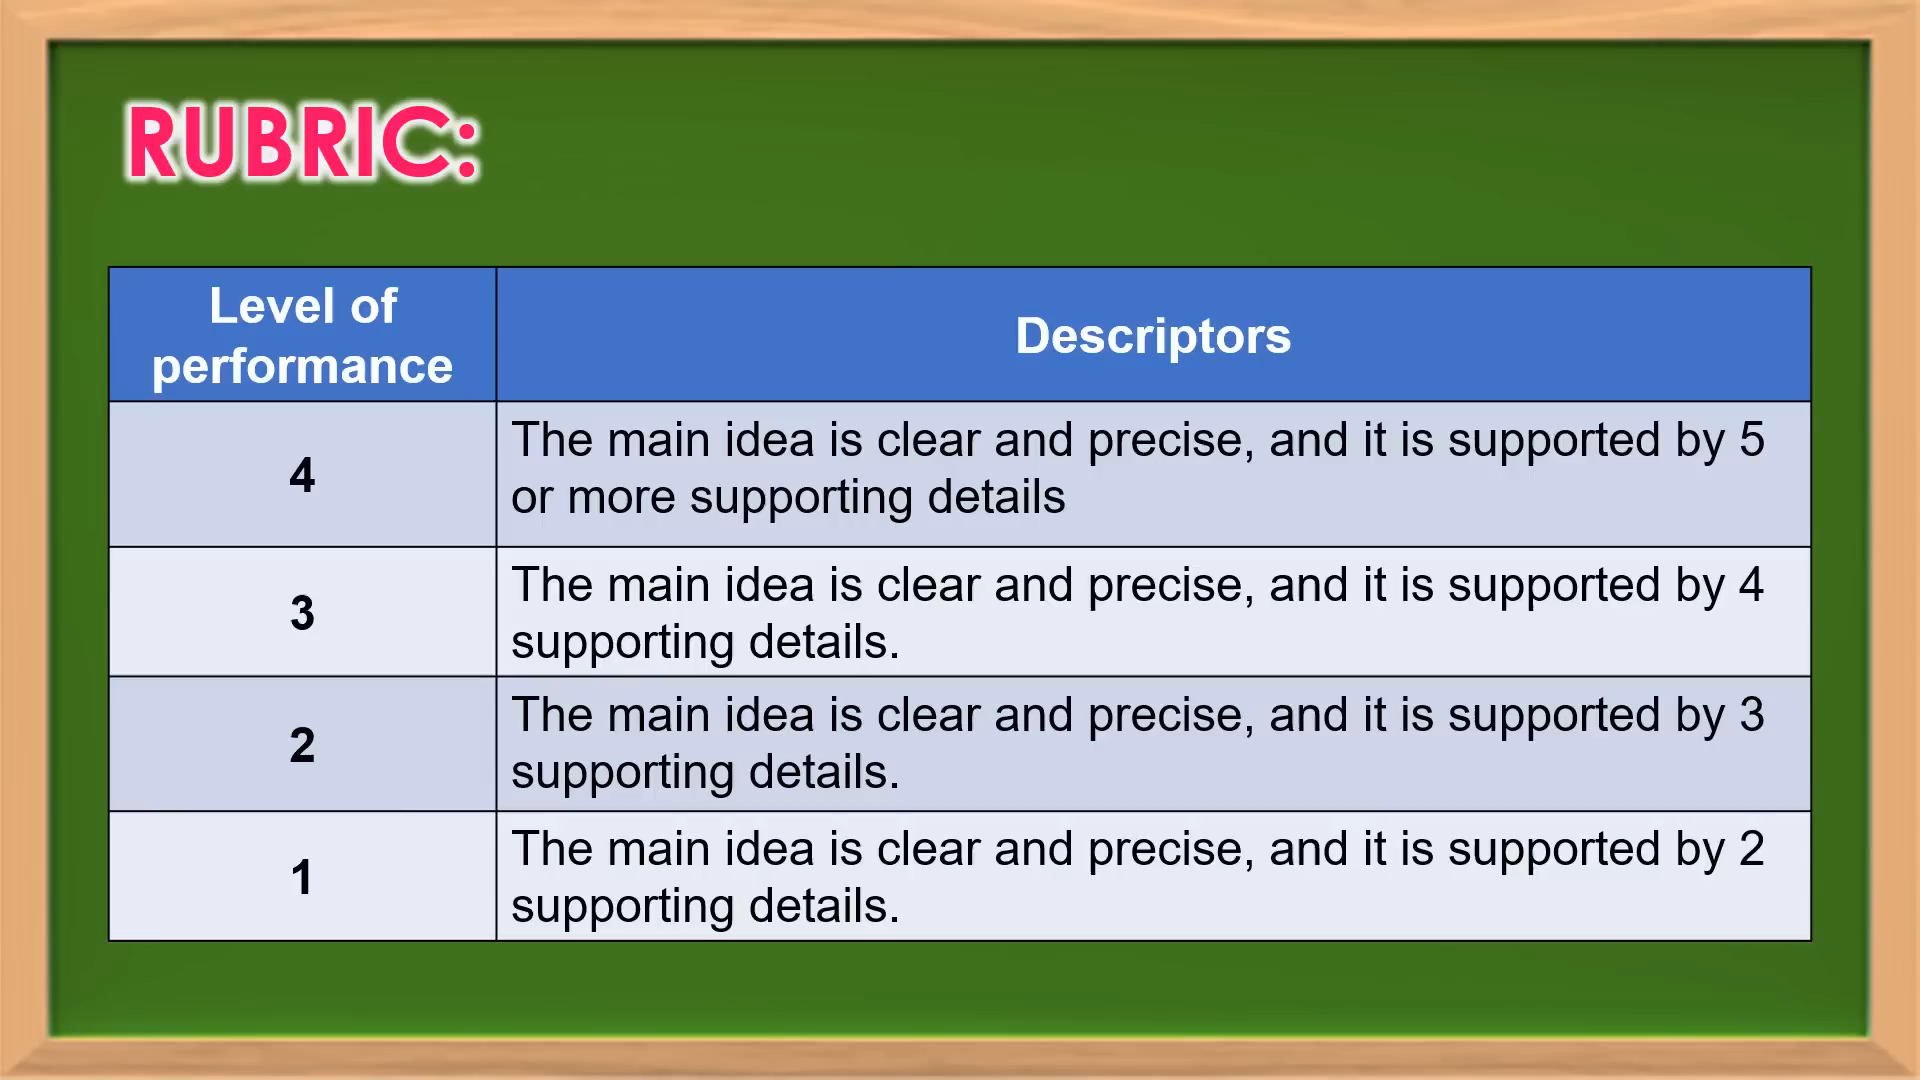 RUBRIC:
Level of
performance
Descriptors
4
The main idea is clear and precise, and it is supported by 5
or more supporting details
3
The main idea is clear and precise, and it is supported by 4
supporting details.
2
The main idea is clear and precise, and it is supported by 3
supporting details.
1
The main idea is clear and precise, and it is supported by 2
supporting details.